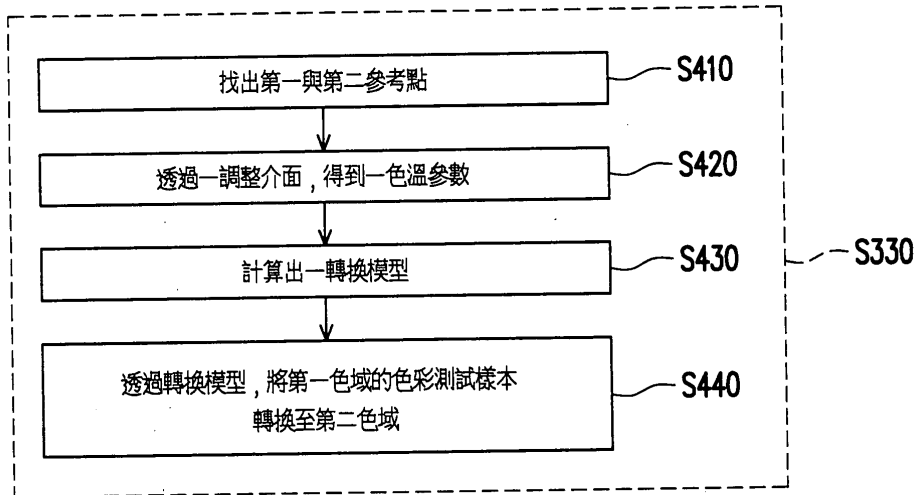 找出第一與第二參考點
S410
透過一調整介面，得到一色溫參數
S420
計算出一轉換模型
S430
S330
透過轉換模型，將第一色域的色彩測試樣本
轉換至第二色域
S440